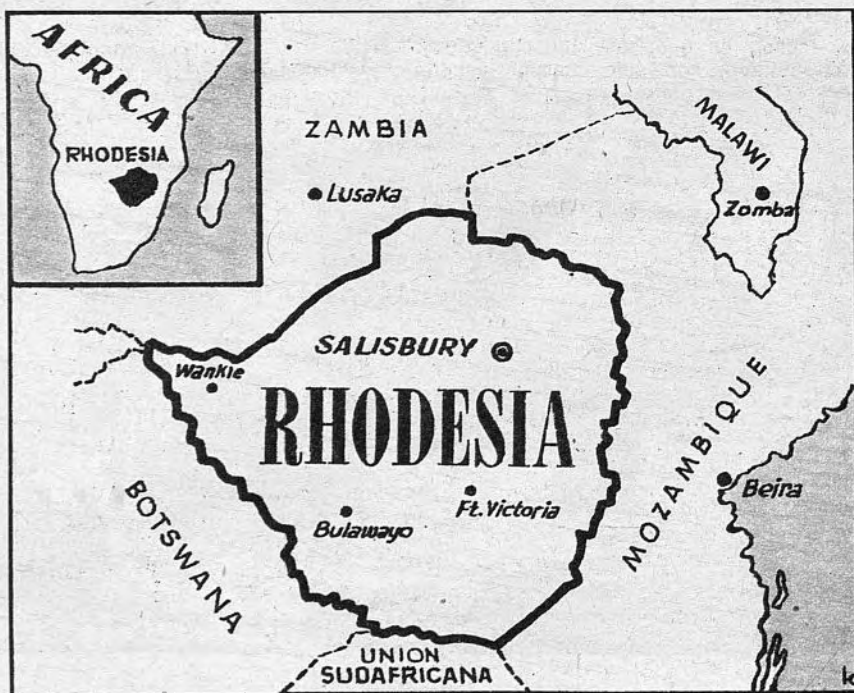 AFRICA
RHODESIA
ZAMBIA
Lusaka
MALAWI
Zomba
SALISBURY
Wankie
RHODESIA
MOZAMBIQUE
Beira
BOTSWANA
Bulawayo
Ft. Victoria
UNION
SUDAFRICANA